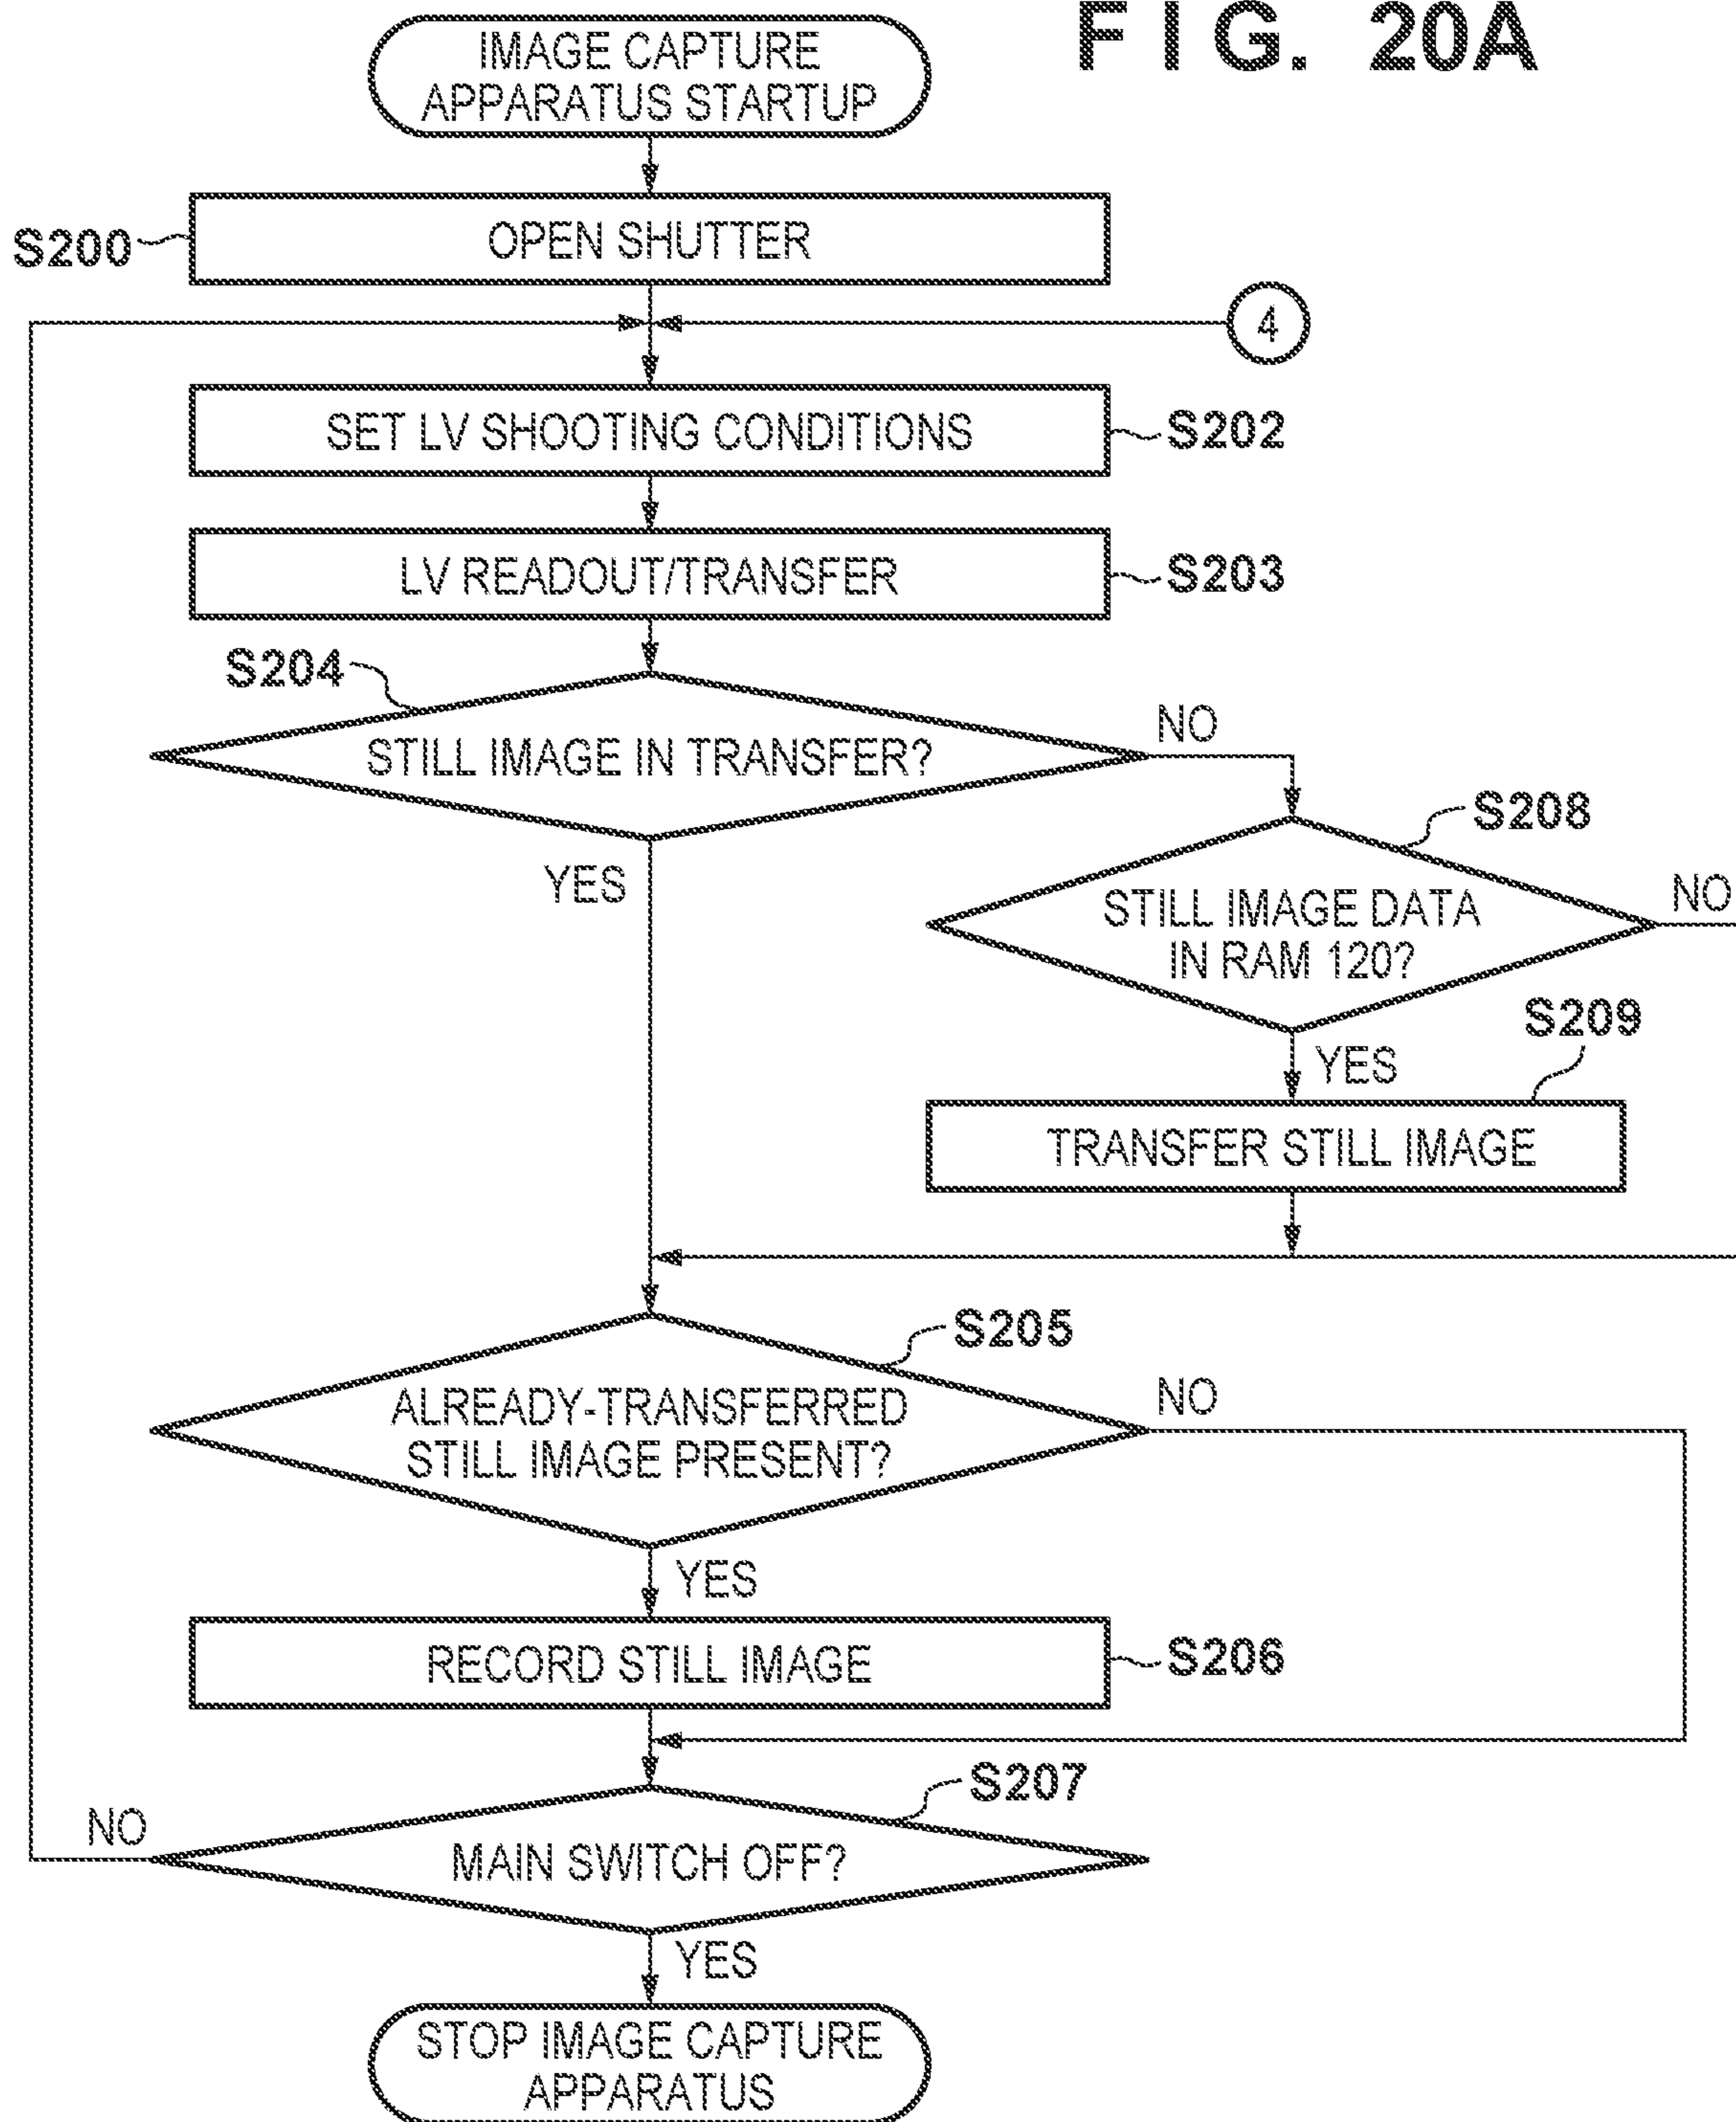 FIG. 20A
IMAGE CAPTURE
APPARATUS STARTUP
S200
OPEN SHUTTER
4
SET LV SHOOTING CONDITIONS
S202
LV READOUT/TRANSFER
S203
S204
STILL IMAGE IN TRANSFER?
NO
YES
S208
STILL IMAGE DATA
IN RAM 120?
NO
YES
S209
TRANSFER STILL IMAGE
S205
ALREADY-TRANSFERRED
STILL IMAGE PRESENT?
NO
YES
RECORD STILL IMAGE
S206
S207
MAIN SWITCH OFF?
NO
YES
STOP IMAGE CAPTURE
APPARATUS